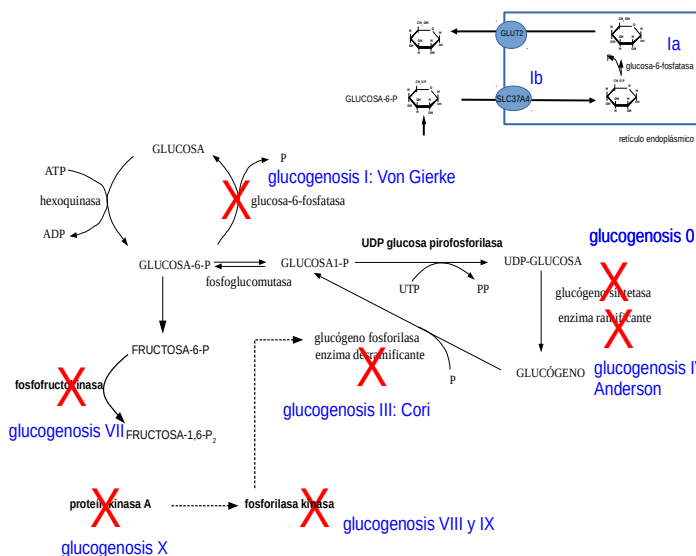 GLUT2
Ia
glucosa-6-fosfatasa
Ib
GLUCOSA-6-P
SLC37A4
retículo endoplásmico
GLUCOSA
P
ATP
glucogenosis I: Von Gierke
hexoquinasa
glucosa-6-fosfatasa
ADP
UDP glucosa pirofosforilasa
glucogenosis 0
GLUCOSA-6-P
GLUCOSA1-P
UDP-GLUCOSA
fosfoglucomutasa
UTP
PP
glucógeno sintetasa
enzima ramificante
glucógeno fosforilasa
enzima desramificante
FRUCTOSA-6-P
P
GLUCÓGENO
glucogenosis I
Anderson
fosfofructokinasa
glucogenosis III: Cori
glucogenosis VII
FRUCTOSA-1,6-P2
proteín kinasa A
fosforilasa kinasa
glucogenosis VIII y IX
glucogenosis X